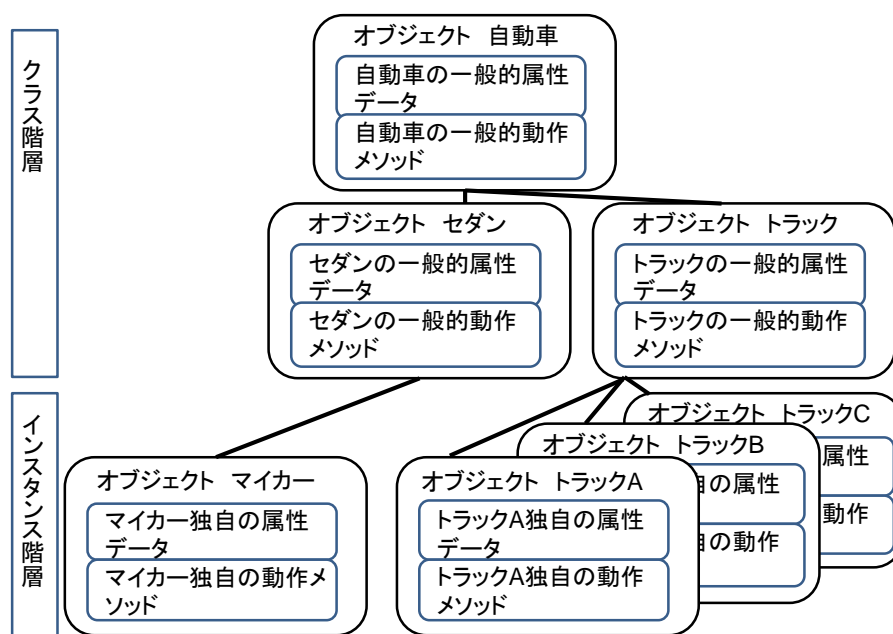 クラス階層
オブジェクト 自動車
自動車の一般的属性
データ
自動車の一般的動作
メソッド
オブジェクト セダン
セダンの一般的属性
データ
セダンの一般的動作
メソッド
オブジェクト トラック
トラックの一般的属性
データ
トラックの一般的動作
メソッド
インスタンス階層
オブジェクト マイカー
マイカー独自の属性
データ
マイカー独自の動作メ
ソッド
オブジェクト トラックA
トラックA独自の属性
データ
トラックA独自の動作
メソッド
オブジェクト トラックB
自の属性
自の動作
オブジェクト トラックC
属性
動作